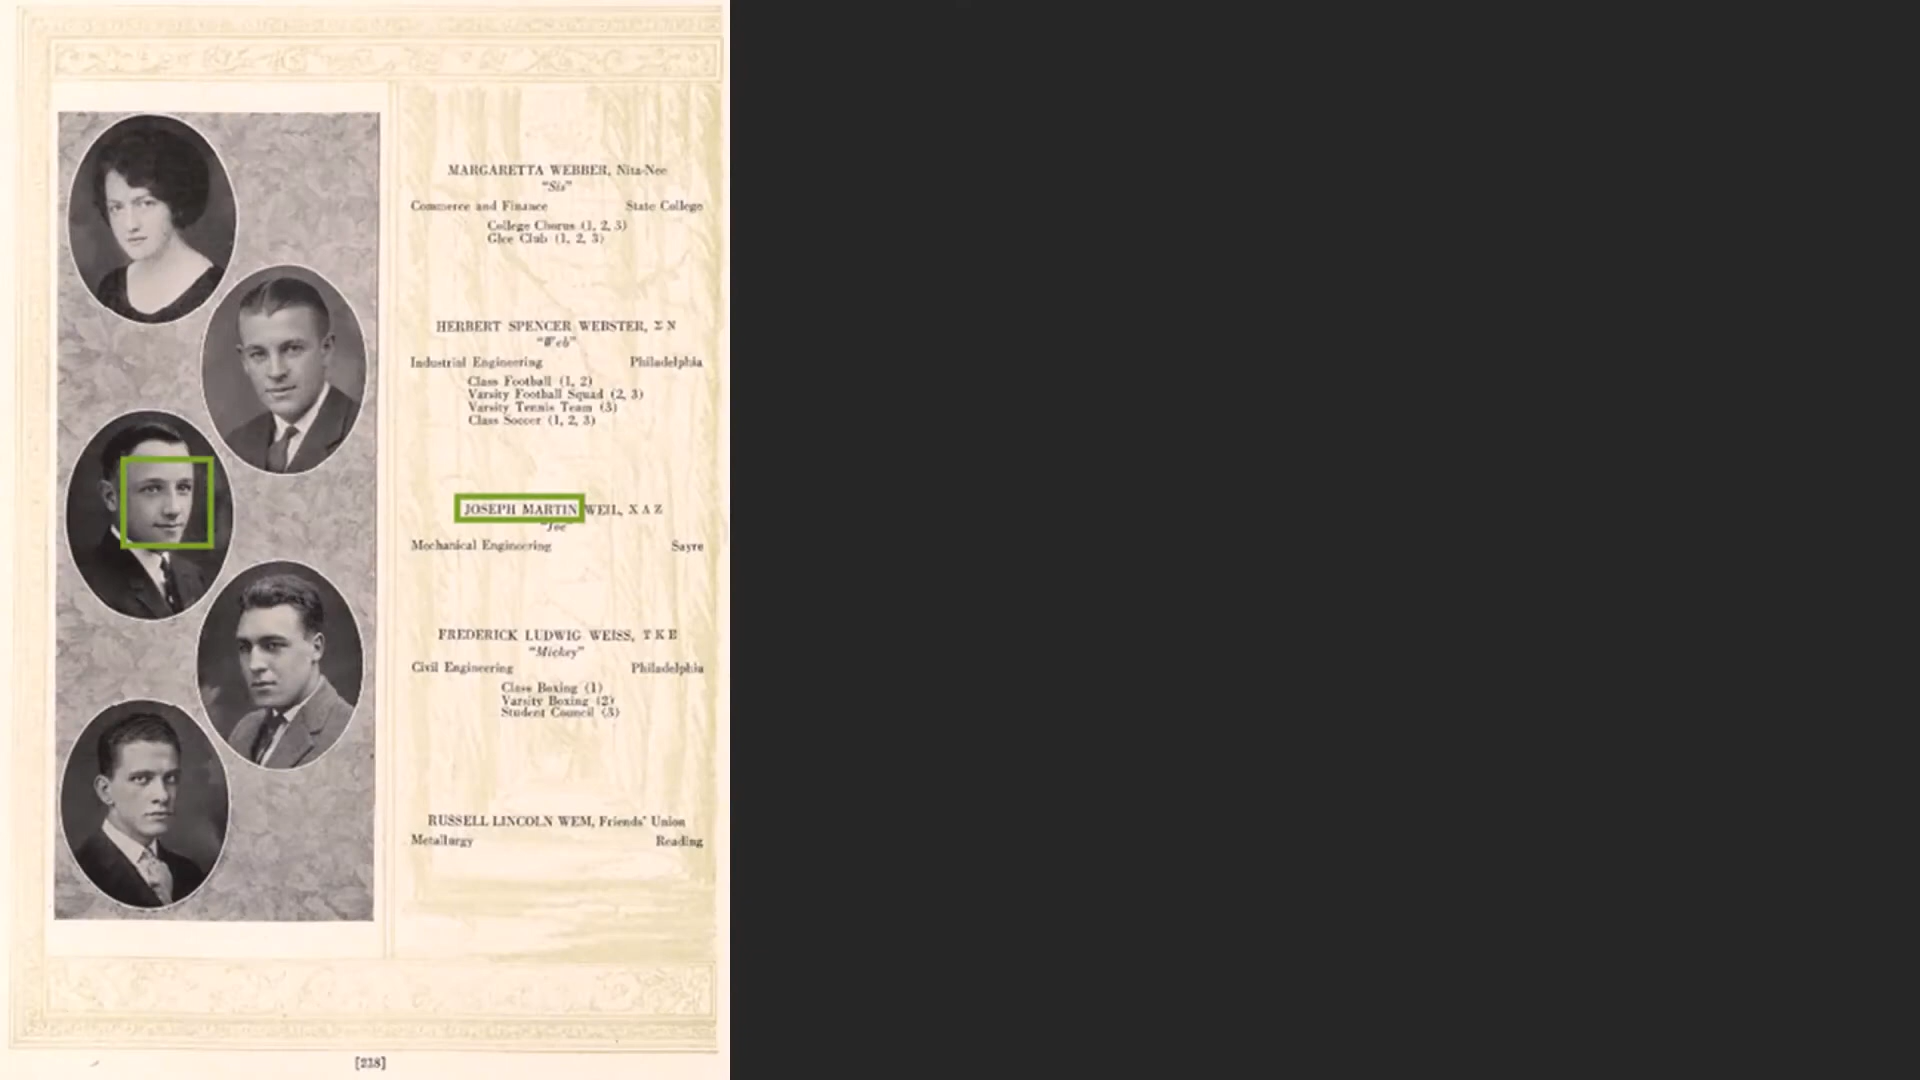 MARGARETTA WEBBER, Nita-Nee
"Sis"
Commerce and Finance State College
College Chorus (1, 2, 3)
Glee Club (1, 2, 3)
HERBERT SPENCER WEBSTER, Σ N
"Web"
Industrial Engineering Philadelphia
Class Football (1, 2)
Varsity Football Squad (2, 3)
Varsity Tennis Team (3)
Class Soccer (1, 2, 3)
JOSEPH MARTIN WEIL, X Λ Z
"Joe"
Mechanical Engineering Sayre
FREDERICK LUDWIG WEISS, T K E
"Mickey"
Civil Engineering Philadelphia
Class Boxing (1)
Varsity Boxing (2)
Student Council (3)
RUSSELL LINCOLN WEM, Friends' Union
Metallurgy Reading
[238]